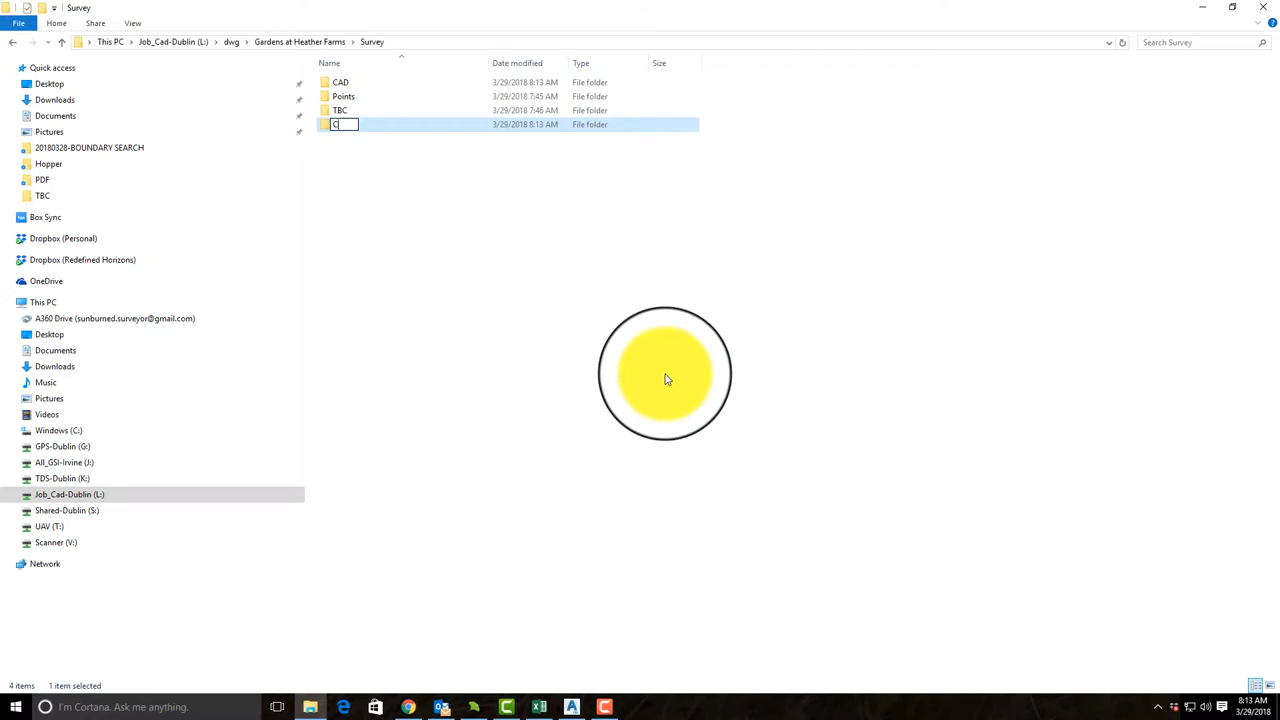 Survey
File Home Share View
This PC Job_Cad-Dublin (L:) dwg Gardens at Heather Farms Survey Search Survey
Name Date modified Type Size
Quick access
Desktop
Downloads
Documents
Pictures
20180328-BOUNDARY SEARCH
Hopper
PDF
TBC
Box Sync
Dropbox (Personal)
Dropbox (Redefined Horizons)
OneDrive
This PC
A360 Drive (sunburned.surveyor@gmail.com)
Desktop
Documents
Downloads
Music
Pictures
Videos
Windows (C:)
GPS-Dublin (G:)
All_GSI-Irvine (J:)
TDS-Dublin (K:)
Job_Cad-Dublin (L:)
Shared-Dublin (S:)
UAV (T:)
Scanner (V:)
Network
CAD 3/29/2018 8:13 AM File folder
Points 3/29/2018 7:45 AM File folder
TBC 3/29/2018 7:46 AM File folder
C 3/29/2018 8:13 AM File folder
4 items 1 item selected
I'm Cortana. Ask me anything.
8:13 AM
3/29/2018